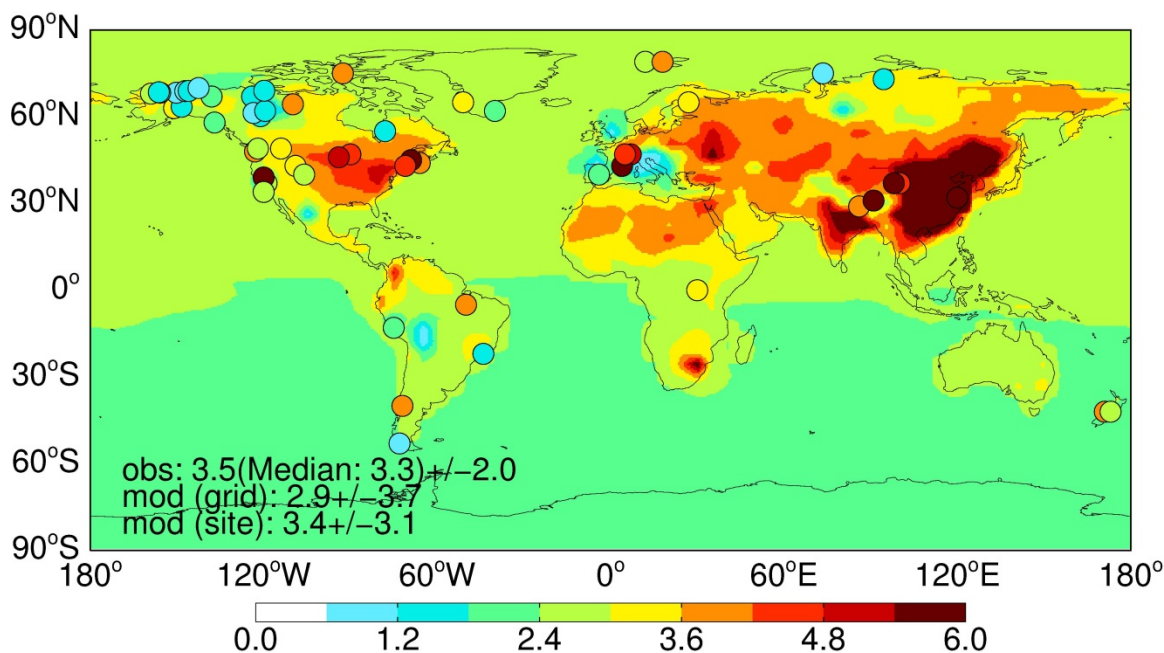 90°N
60°N
30°N
0°
30°S
60°S
90°S
obs: 3.5(Median: 3.3)+/−2.0
mod (grid): 2.9+/−3.7
mod (site): 3.4+/−3.1
180° 120°W 60°W 0° 60°E 120°E 180°
0.0 1.2 2.4 3.6 4.8 6.0